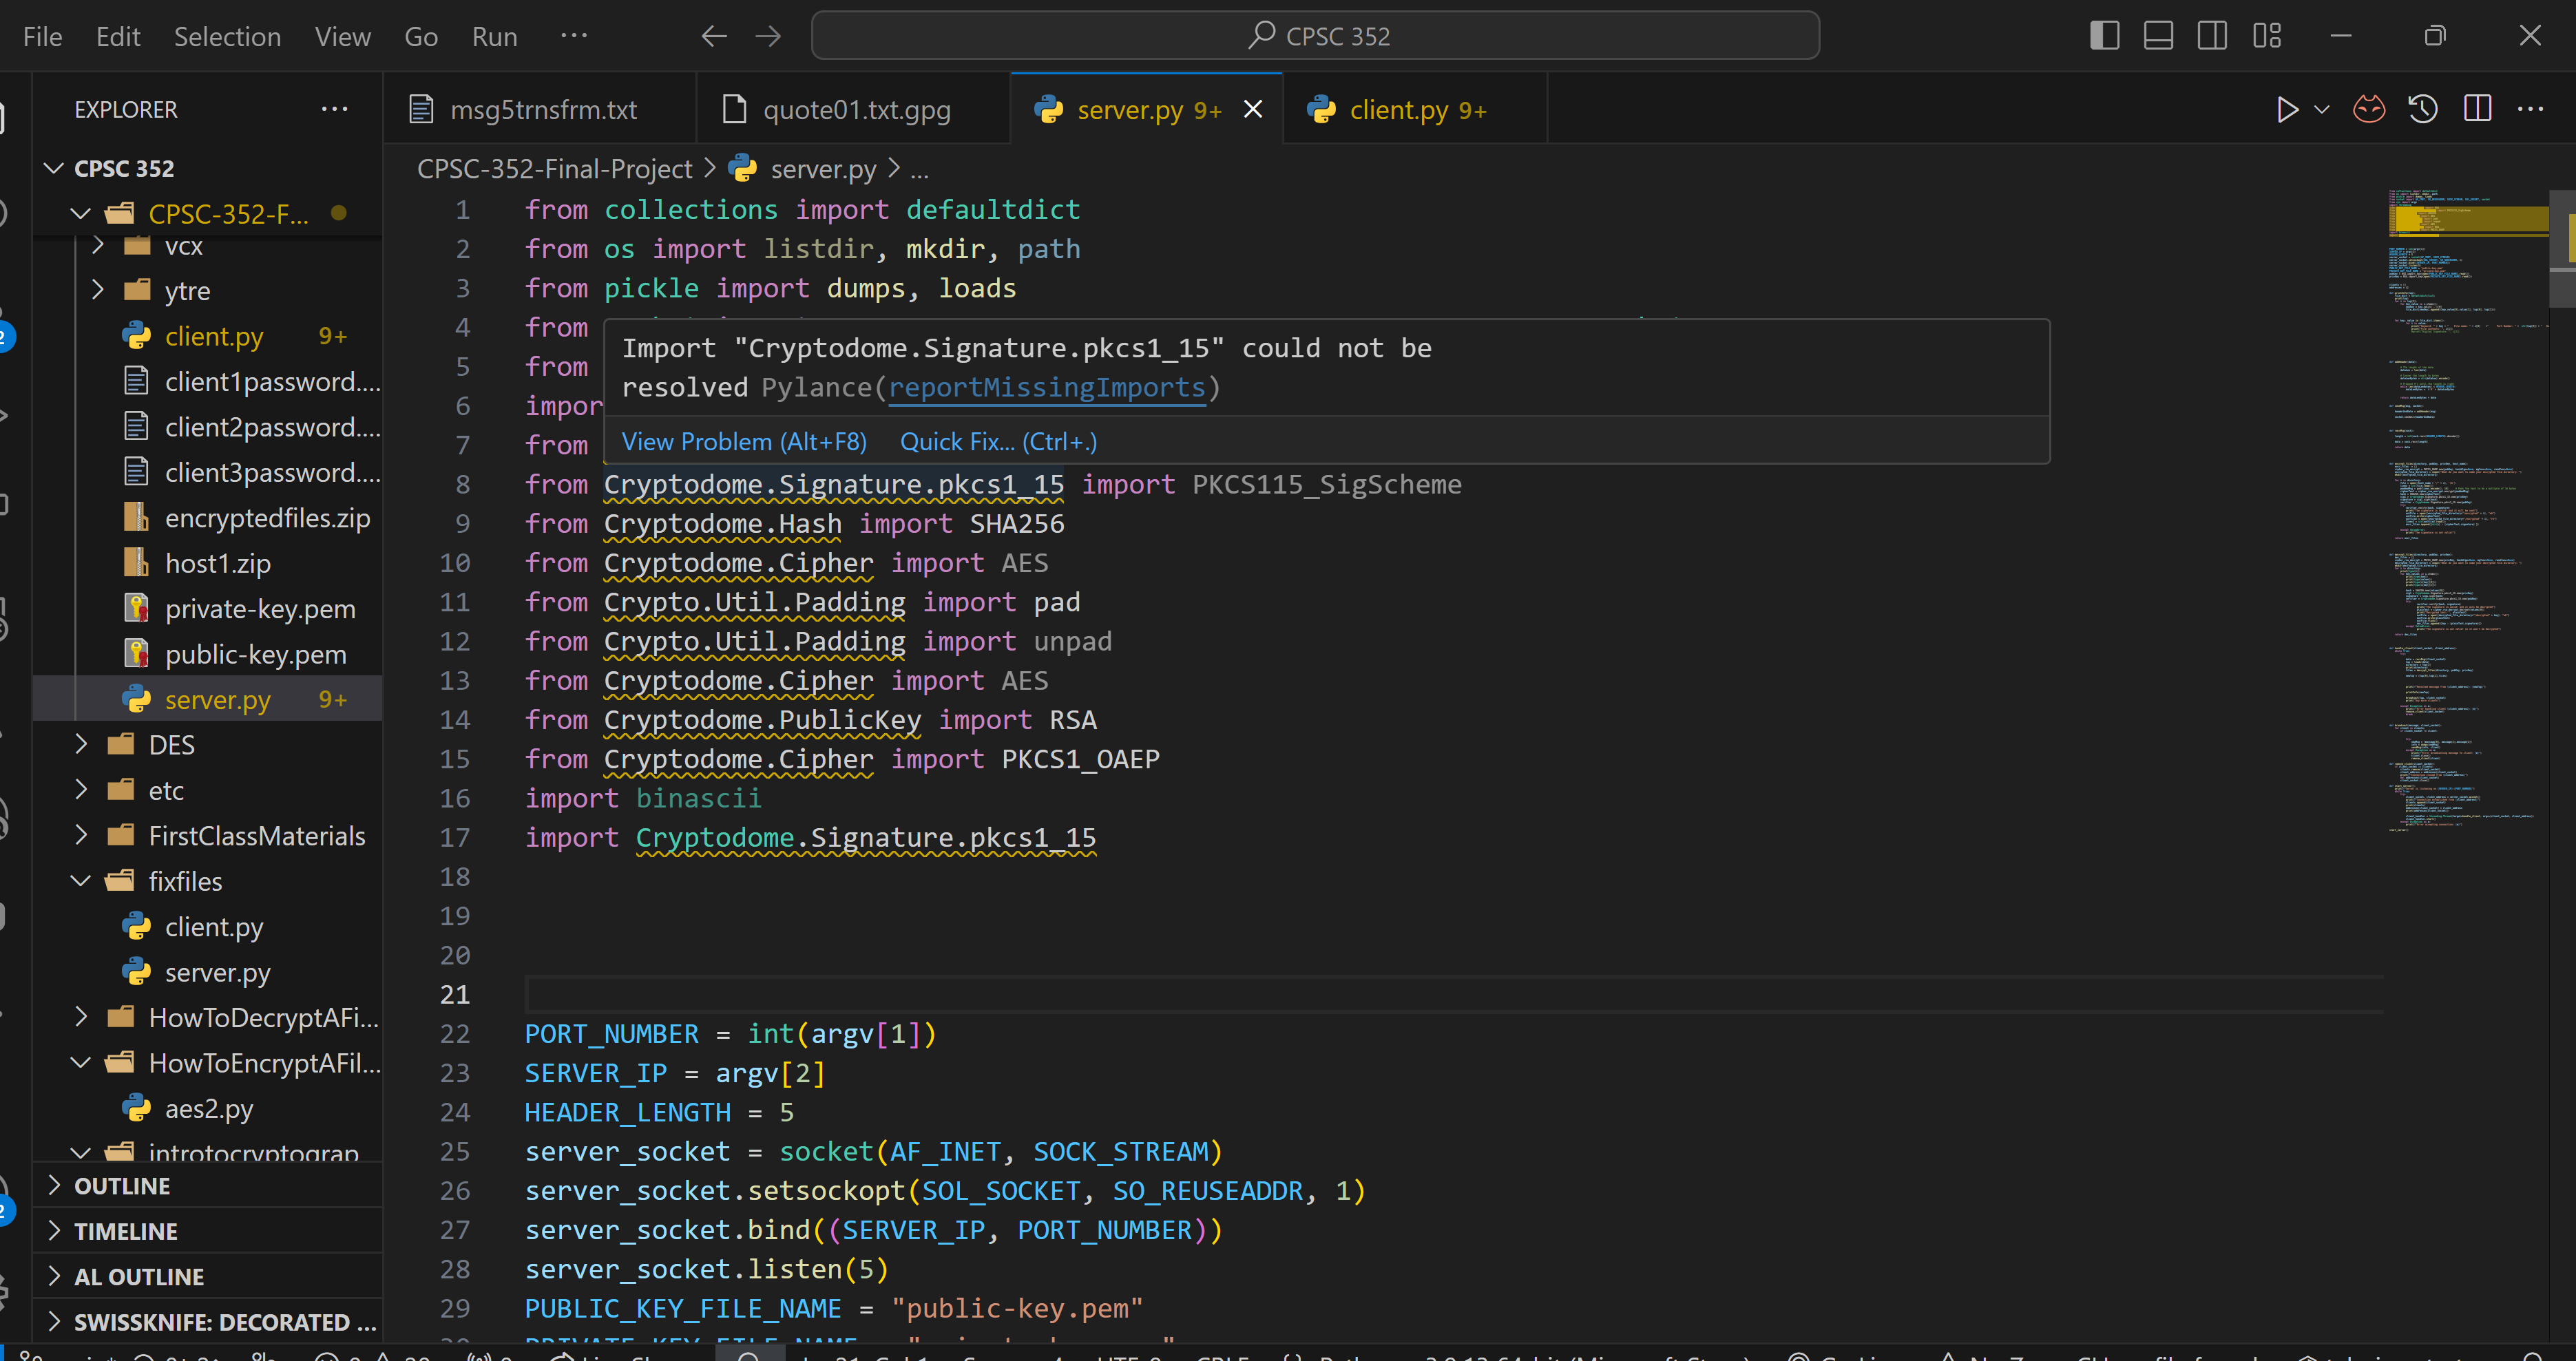 File Edit Selection View Go Run ...
CPSC 352
EXPLORER ...
CPSC 352
CPSC-352-F...
vcx
ytre
client.py 9+
client1password....
client2password....
client3password....
encryptedfiles.zip
host1.zip
private-key.pem
public-key.pem
server.py 9+
DES
etc
FirstClassMaterials
fixfiles
client.py
server.py
HowToDecryptAFi...
HowToEncryptAFil...
aes2.py
introtocryptograp
OUTLINE
TIMELINE
AL OUTLINE
SWISSKNIFE: DECORATED ...
msg5trnsfrm.txt quote01.txt.gpg server.py 9+ client.py 9+
CPSC-352-Final-Project > server.py > ...
1 from collections import defaultdict
2 from os import listdir, mkdir, path
3 from pickle import dumps, loads
4 from
5 from
6 impor
7 from
Import "Cryptodome.Signature.pkcs1_15" could not be
resolved Pylance(reportMissingImports)
View Problem (Alt+F8) Quick Fix... (Ctrl+.)
8 from Cryptodome.Signature.pkcs1_15 import PKCS115_SigScheme
9 from Cryptodome.Hash import SHA256
10 from Cryptodome.Cipher import AES
11 from Crypto.Util.Padding import pad
12 from Crypto.Util.Padding import unpad
13 from Cryptodome.Cipher import AES
14 from Cryptodome.PublicKey import RSA
15 from Cryptodome.Cipher import PKCS1_OAEP
16 import binascii
17 import Cryptodome.Signature.pkcs1_15
18
19
20
21
22 PORT_NUMBER = int(argv[1])
23 SERVER_IP = argv[2]
24 HEADER_LENGTH = 5
25 server_socket = socket(AF_INET, SOCK_STREAM)
26 server_socket.setsockopt(SOL_SOCKET, SO_REUSEADDR, 1)
27 server_socket.bind((SERVER_IP, PORT_NUMBER))
28 server_socket.listen(5)
29 PUBLIC_KEY_FILE_NAME = "public-key.pem"